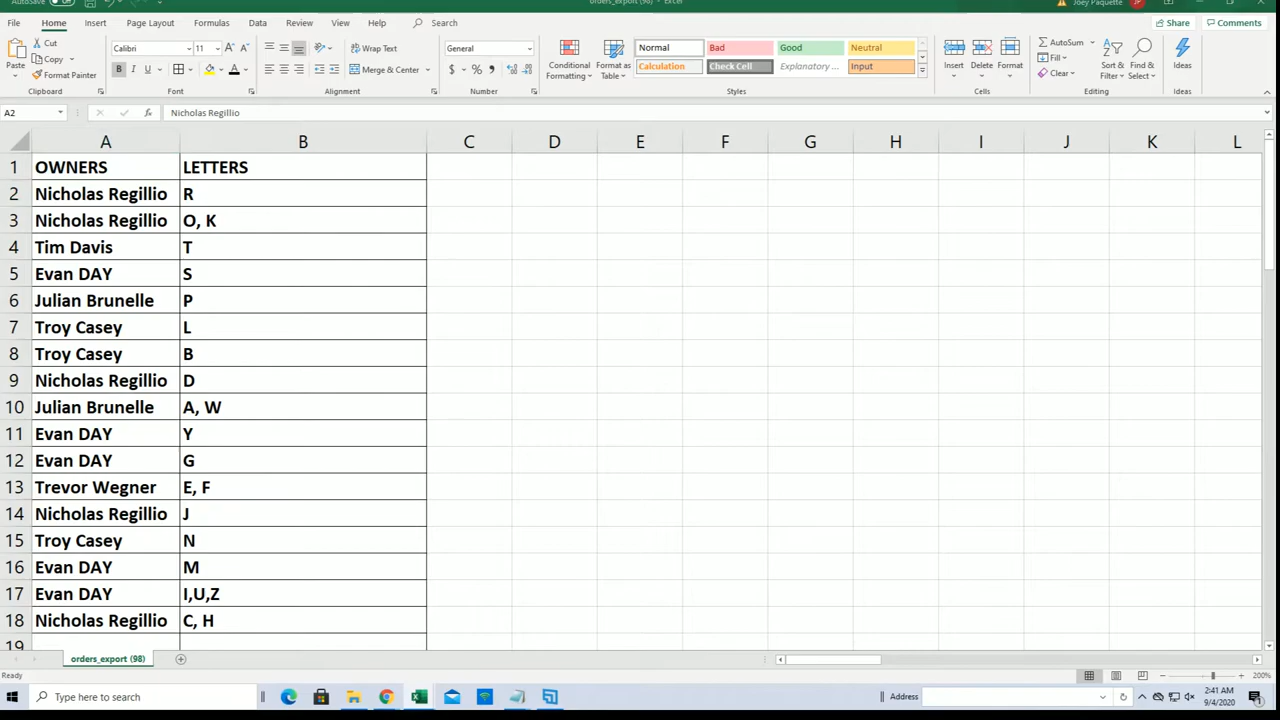 AutoSave Off orders_export (98) - Excel Joey Paquette JP
File Home Insert Page Layout Formulas Data Review View Help Search Share Comments
Paste Cut Copy Format Painter Clipboard
Calibri 11 A A B I U A Font
Wrap Text Merge & Center Alignment
General $ % , Number
Conditional Formatting Format as Table
Normal Bad Good Neutral
Calculation Check Cell Explanatory ... Input
Styles
Insert Delete Format Cells
AutoSum Fill Clear Sort & Filter Find & Select Editing
Ideas Ideas
A2 fx Nicholas Regillio
A B C D E F G H I J K L
1 OWNERS LETTERS
2 Nicholas Regillio R
3 Nicholas Regillio O, K
4 Tim Davis T
5 Evan DAY S
6 Julian Brunelle P
7 Troy Casey L
8 Troy Casey B
9 Nicholas Regillio D
10 Julian Brunelle A, W
11 Evan DAY Y
12 Evan DAY G
13 Trevor Wegner E, F
14 Nicholas Regillio J
15 Troy Casey N
16 Evan DAY M
17 Evan DAY I,U,Z
18 Nicholas Regillio C, H
19
orders_export (98)
Ready 200%
Type here to search Address 2:41 AM
9/4/2020